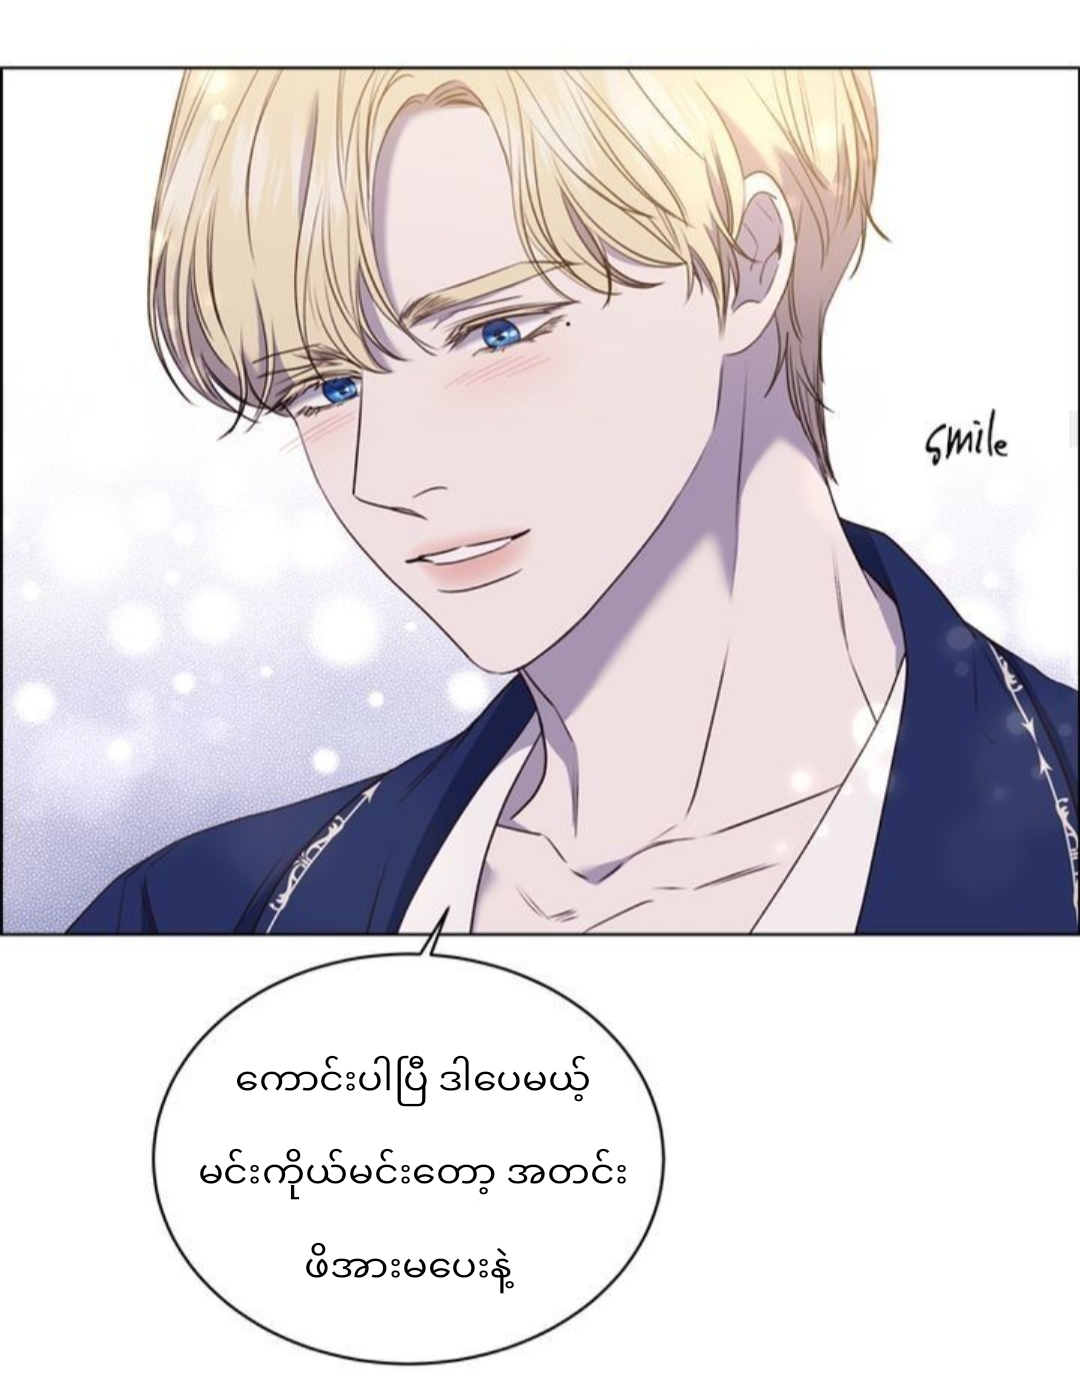 smile
ကောင်းပါပြီ ဒါပေမယ့်
မင်းကိုယ်မင်းတော့ အတင်း
ဖိအားမပေးနဲ့